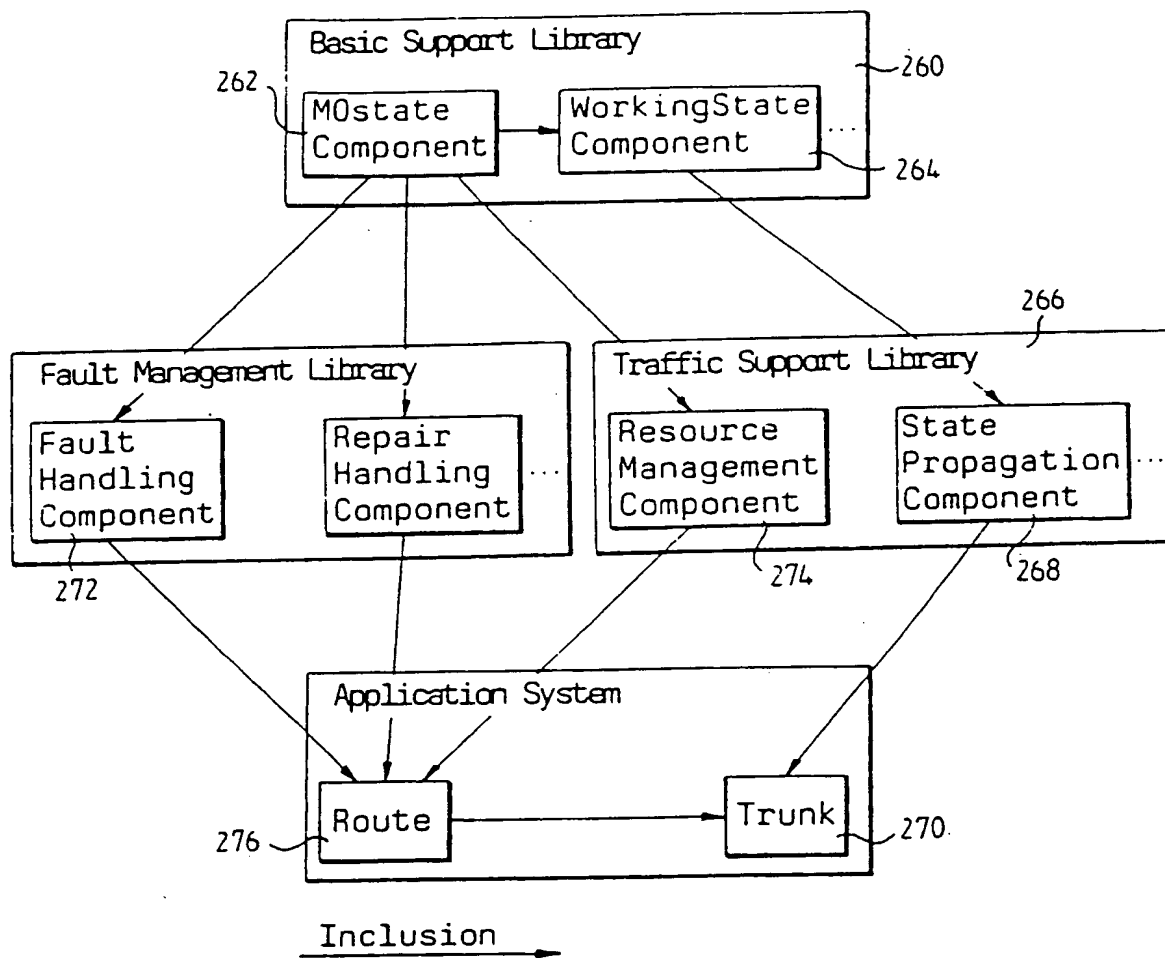 Basic Support Library
260
262
MOstate
Component
WorkingState
Component
....
264
266
Fault Management Library
Traffic Support Library
Fault
Handling
Component
Repair
Handling
Component
....
Resource
Management
Component
State
Propagation
Component
....
272
274
268
Application System
Route
Trunk
276
270.
Inclusion